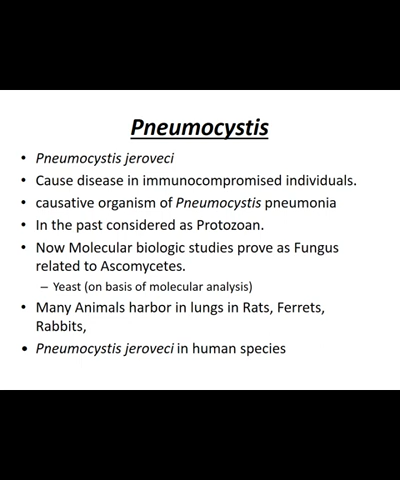 Pneumocystis
• Pneumocystis jeroveci
• Cause disease in immunocompromised individuals.
• causative organism of Pneumocystis pneumonia
• In the past considered as Protozoan.
• Now Molecular biologic studies prove as Fungus
related to Ascomycetes.
– Yeast (on basis of molecular analysis)
• Many Animals harbor in lungs in Rats, Ferrets,
Rabbits,
• Pneumocystis jeroveci in human species